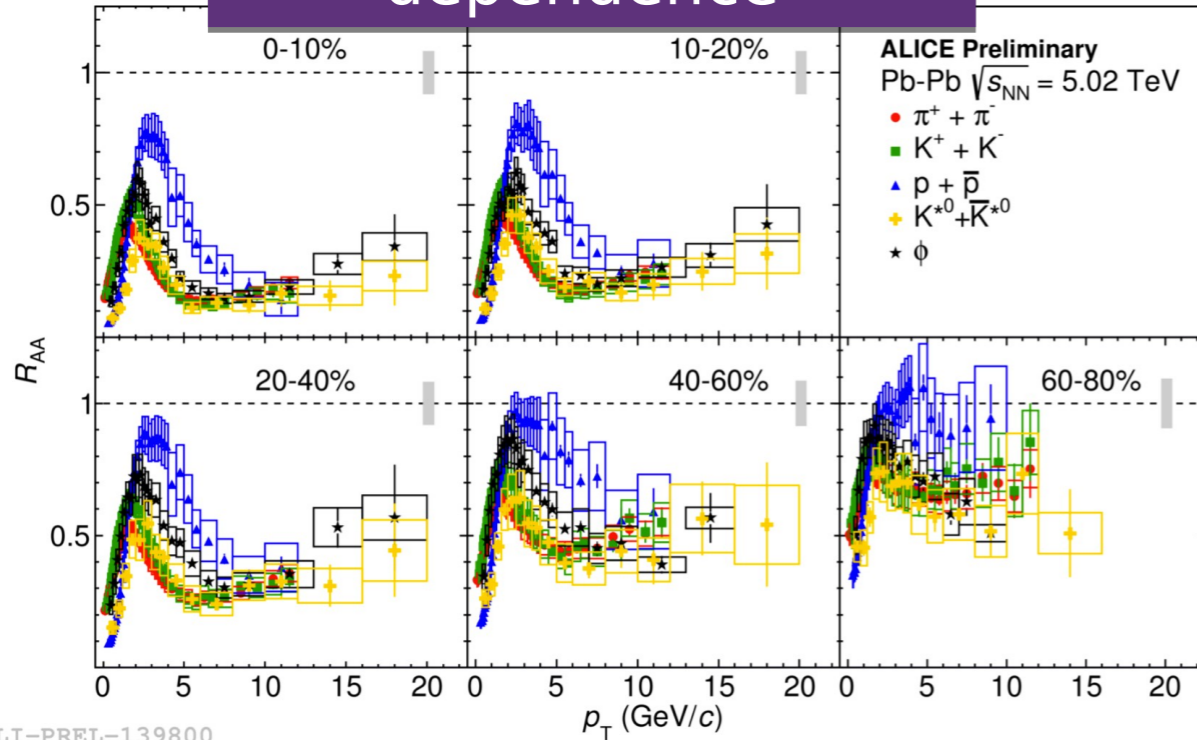 dependence
0-10%
10-20%
ALICE Preliminary
Pb-Pb √sNN = 5.02 TeV
π+ + π-
K+ + K-
p + p̅
K*0+K̅*0
ϕ
1
0.5
RAA
20-40%
40-60%
60-80%
1
0.5
0 5 10 15 20 0 5 10 15 20 0 5 10 15 20
pT (GeV/c)
LI-PREL-139800